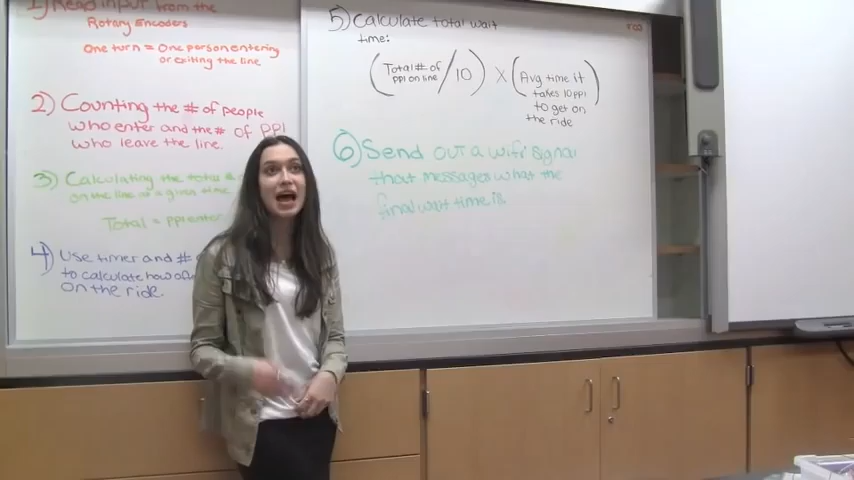 1) Read input from the
Rotary Encoders
One turn = One person entering
or exiting the line
2) Counting the # of people
who enter and the # of ppl
who leave the line.
3) Calculating the total #
on the line at a given time
Total = ppl enter
4) Use timer and #
to calculate how oft
on the ride.
5) Calculate total wait
time:
(Total # of
ppl on line / 10) X (Avg time it
takes 10 ppl
to get on
the ride)
6) Send out a wifi signal
that messages what the
final wait time is.